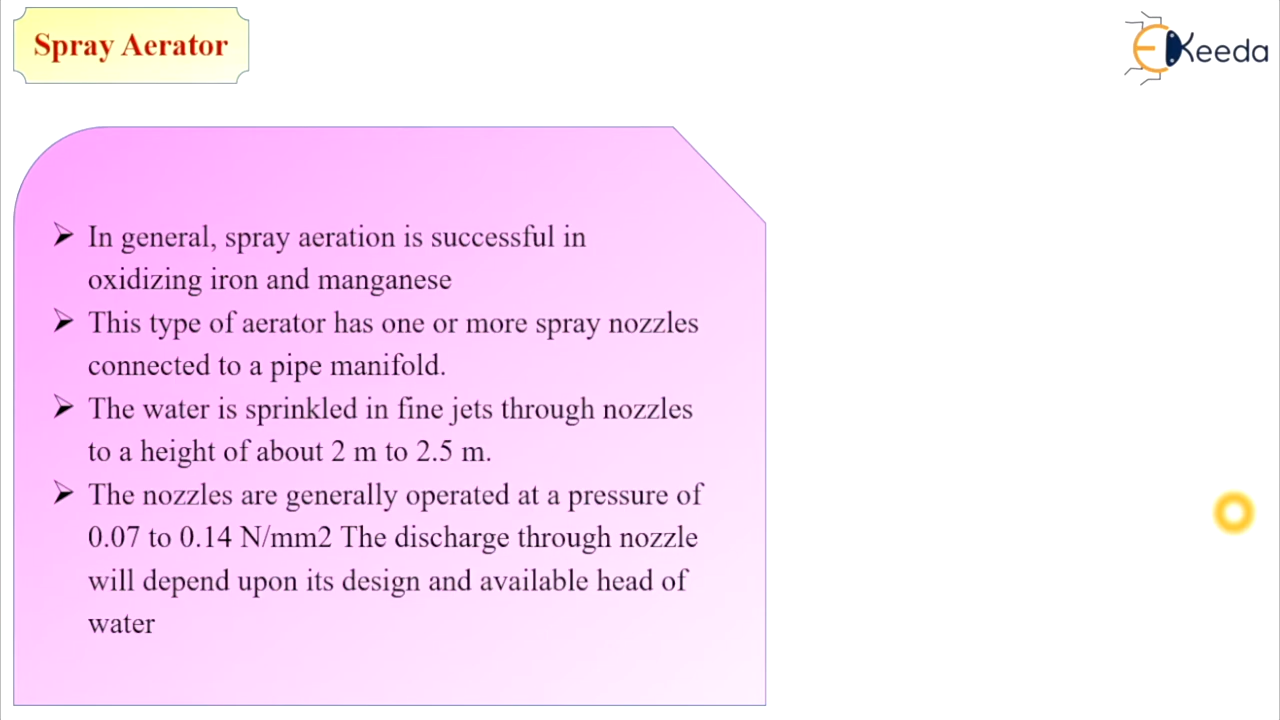 Spray Aerator
EKeeda
➢ In general, spray aeration is successful in
oxidizing iron and manganese
➢ This type of aerator has one or more spray nozzles
connected to a pipe manifold.
➢ The water is sprinkled in fine jets through nozzles
to a height of about 2 m to 2.5 m.
➢ The nozzles are generally operated at a pressure of
0.07 to 0.14 N/mm2 The discharge through nozzle
will depend upon its design and available head of
water